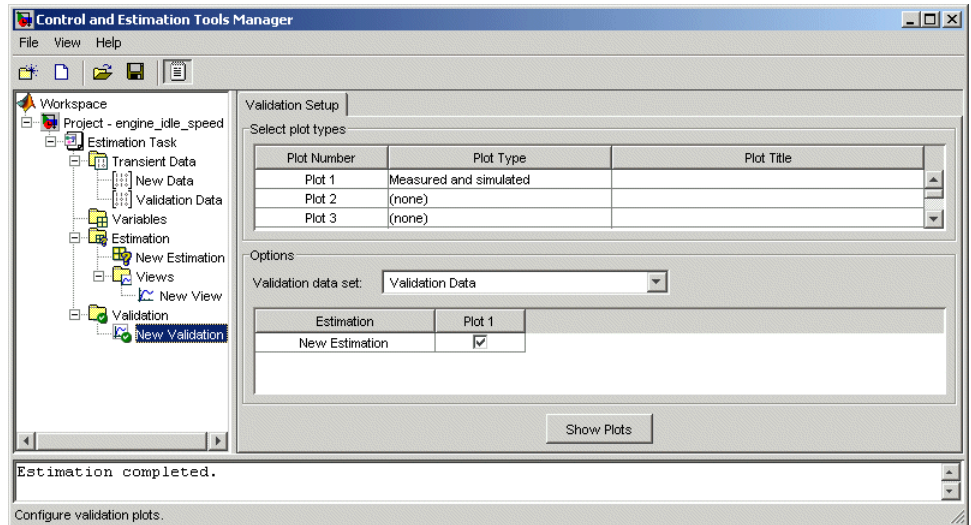 Control and Estimation Tools Manager
File View Help
Workspace
Project - engine_idle_speed
Estimation Task
Transient Data
New Data
Validation Data
Variables
Estimation
New Estimation
Views
New View
Validation
New Validation
Validation Setup
Select plot types
Plot Number Plot Type Plot Title
Plot 1 Measured and simulated
Plot 2 (none)
Plot 3 (none)
Options
Validation data set: Validation Data
Estimation Plot 1
New Estimation
Show Plots
Estimation completed.
Configure validation plots.